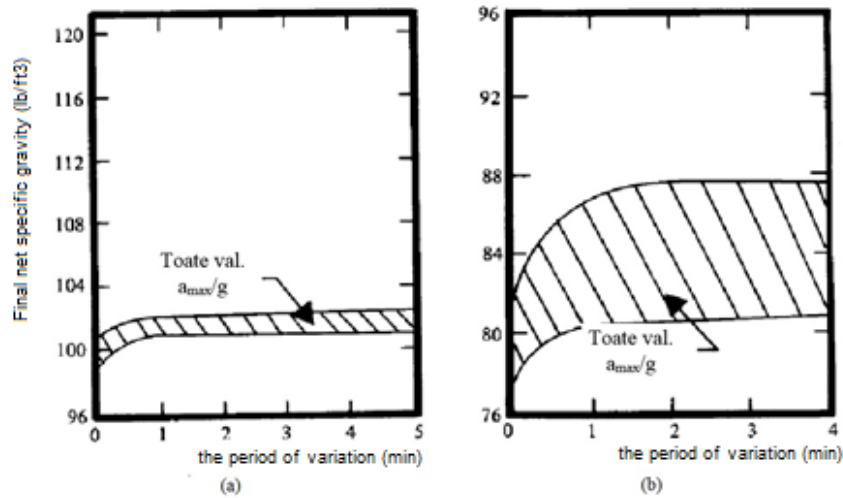 Final net specific gravity (lb/ft3)
120
116
112
108
104
100
96
Toate val.
amax/g
0 1 2 3 4 5
the period of variation (min)
(a)
96
92
88
84
80
76
Toate val.
amax/g
0 1 2 3 4
the period of variation (min)
(b)